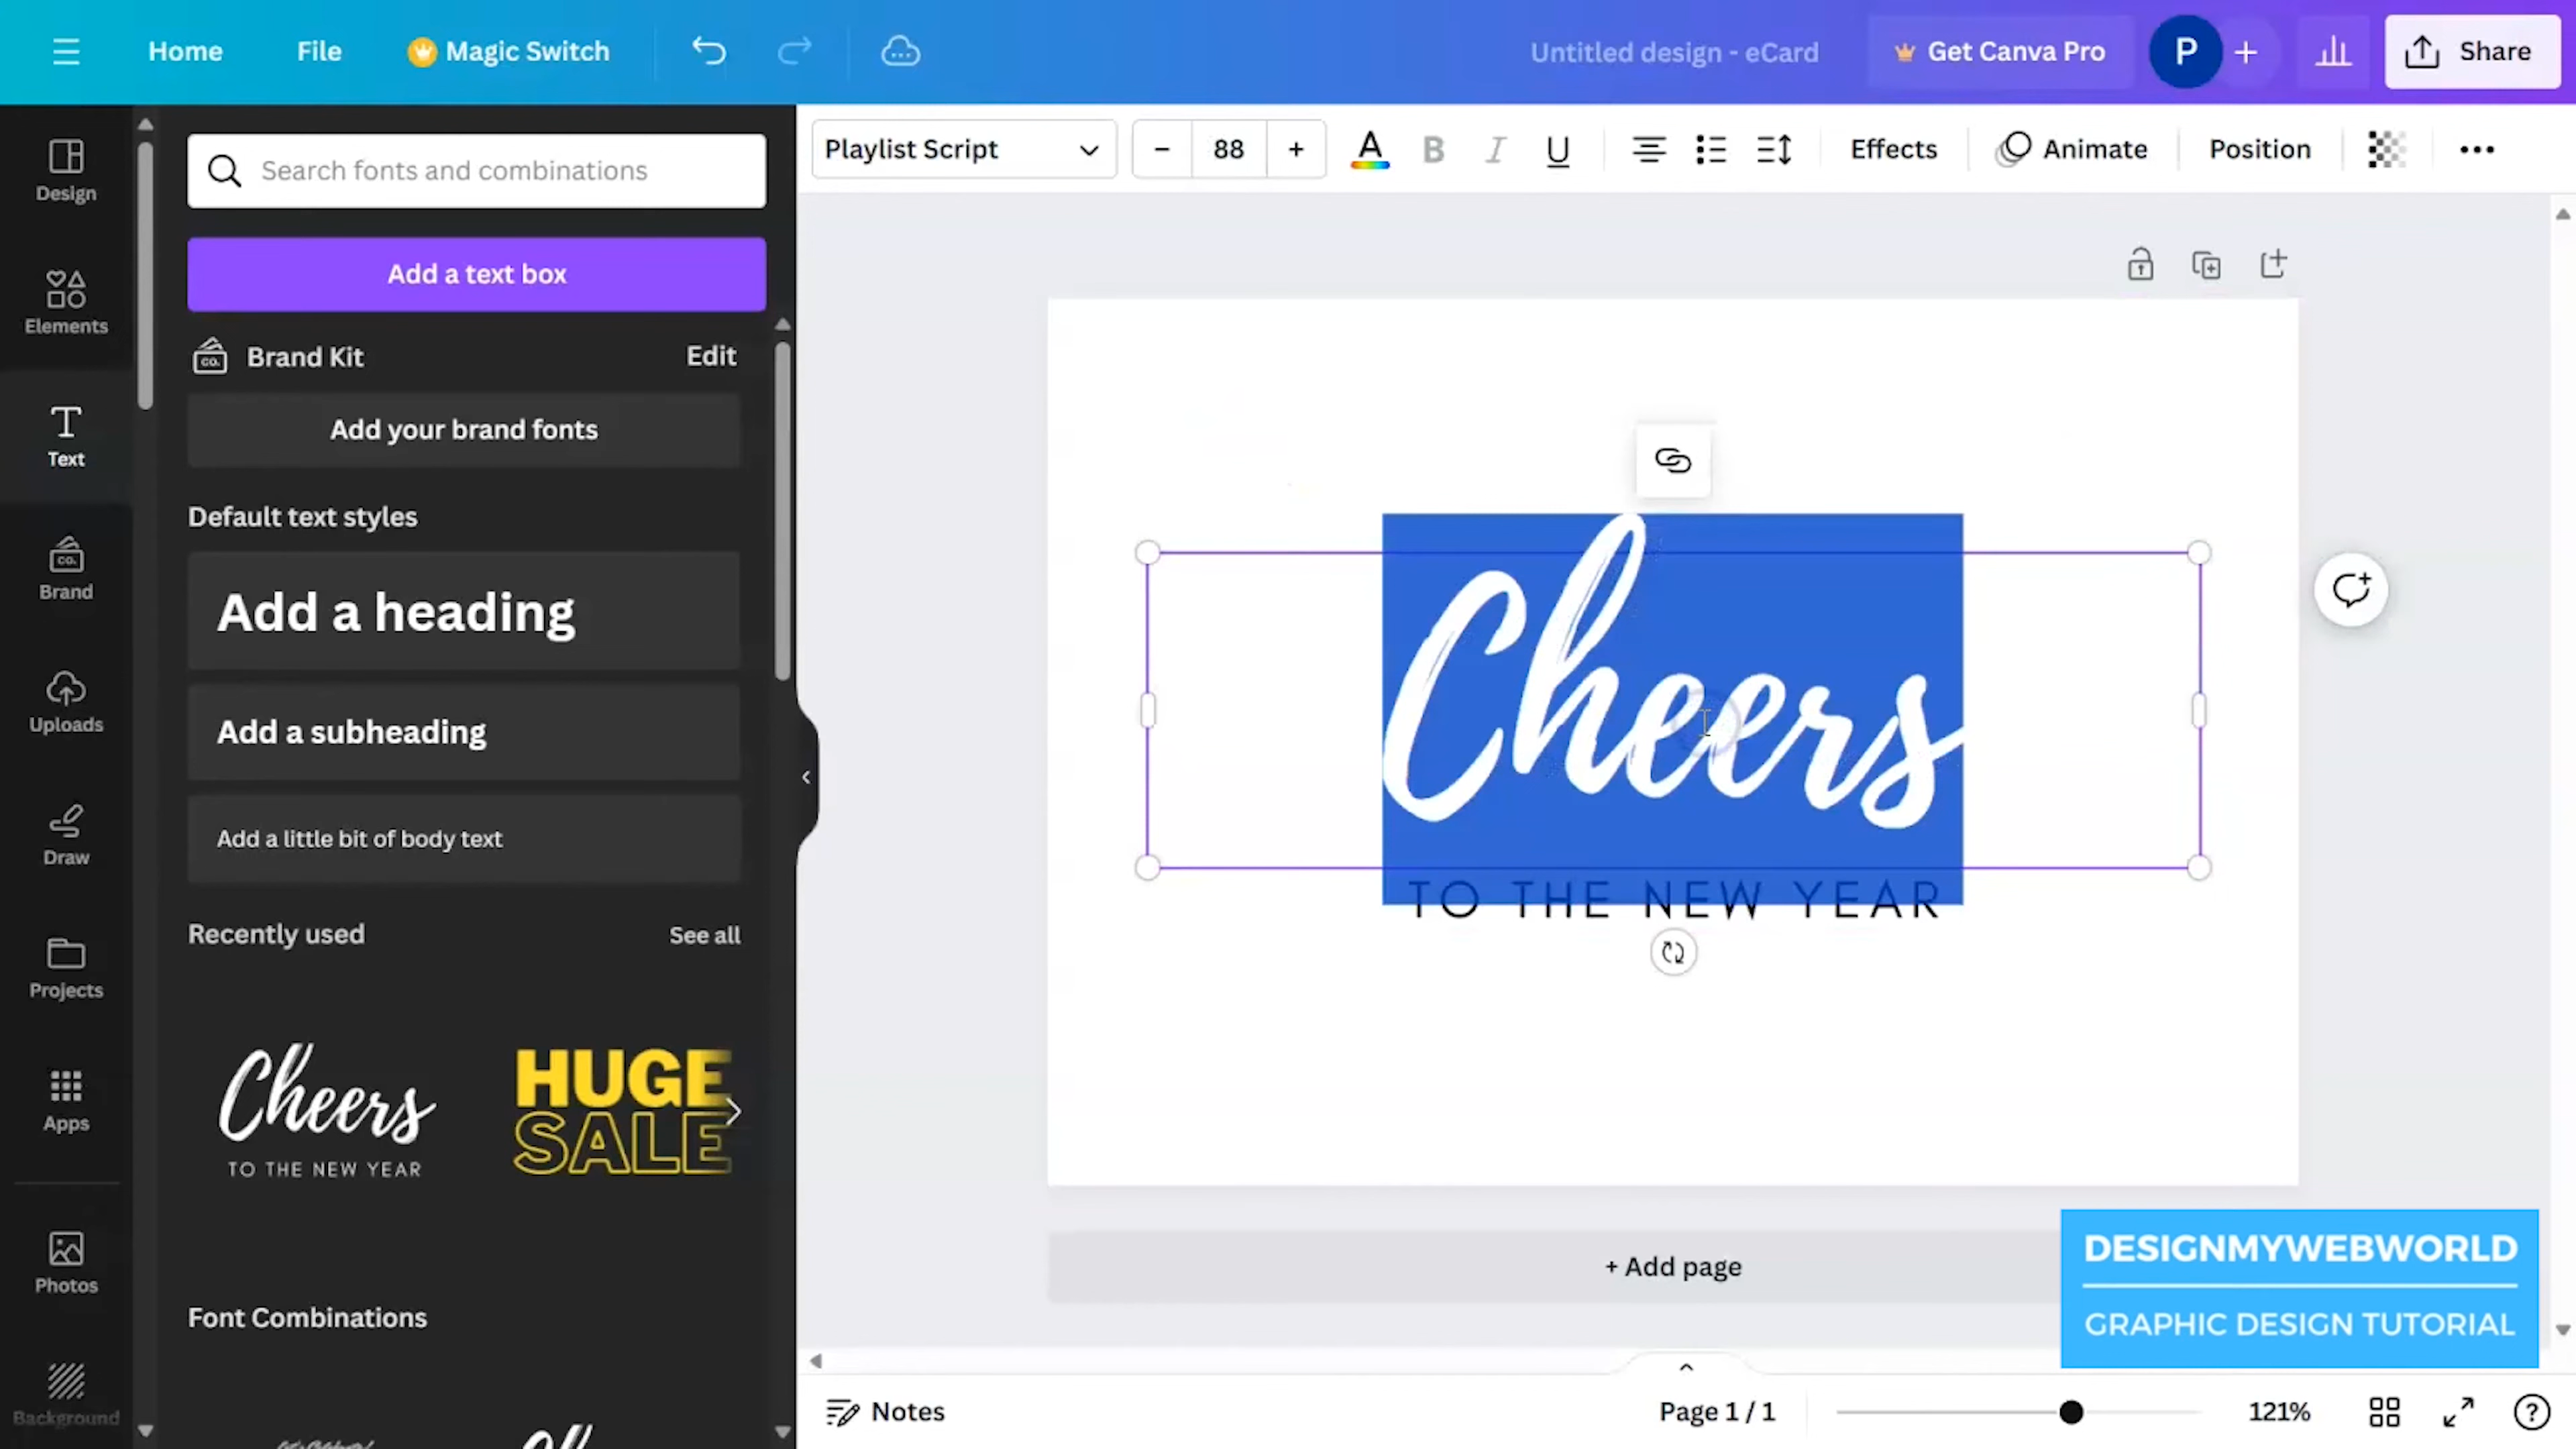 Home File Magic Switch Untitled design - eCard Get Canva Pro P + Share
Playlist Script - 88 + A B I U Effects Animate Position
Search fonts and combinations
Add a text box
CO. Brand Kit Edit
Add your brand fonts
Default text styles
Add a heading
Add a subheading
Add a little bit of body text
Recently used See all
Cheers
TO THE NEW YEAR
HUGE
SALE
Font Combinations
Design
Elements
T
Text
CO.
Brand
Uploads
Draw
Projects
Apps
Photos
Background
Cheers
TO THE NEW YEAR
+ Add page
DESIGNMYWEBWORLD
GRAPHIC DESIGN TUTORIAL
Notes Page 1 / 1 121% ?